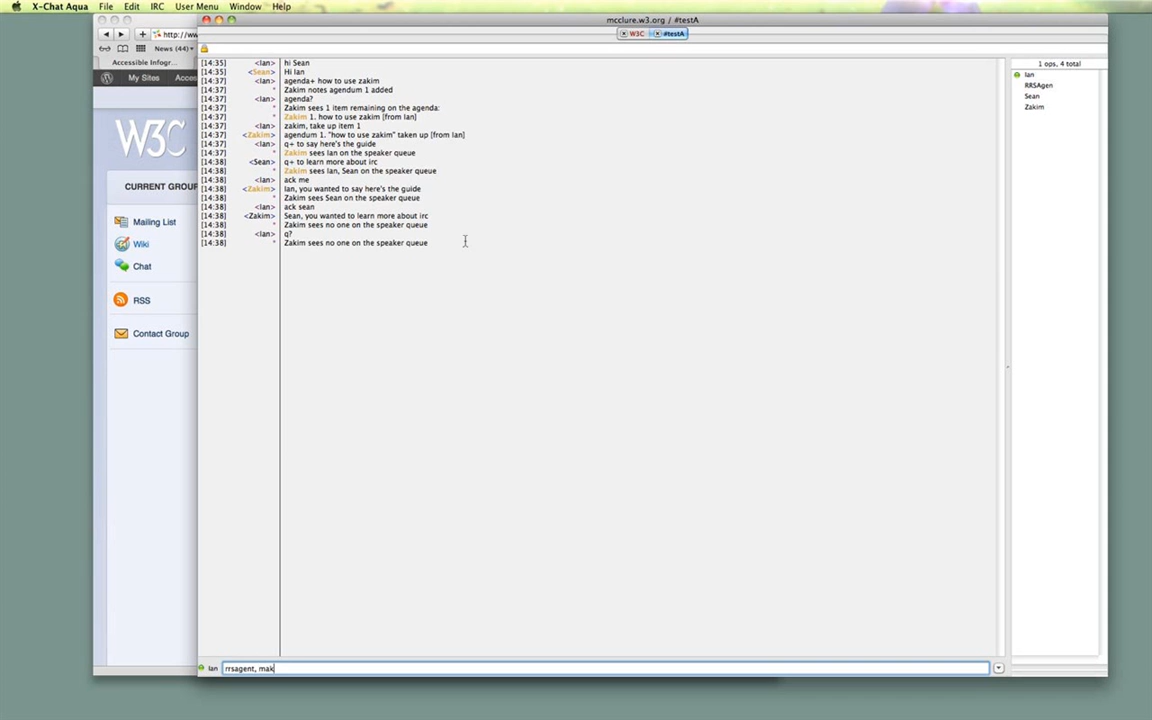 X-Chat Aqua File Edit IRC User Menu Window Help
mcclure.w3.org / #testA
W3C #testA
http://ww
News (44)
Accessible Infogr...
My Sites Acces
W3C
CURRENT GROUP
Mailing List
Wiki
Chat
RSS
Contact Group
[14:35] <Ian> hi Sean
[14:35] <Sean> Hi Ian
[14:37] <Ian> agenda+ how to use zakim
[14:37] * Zakim notes agendum 1 added
[14:37] <Ian> agenda?
[14:37] * Zakim sees 1 item remaining on the agenda:
[14:37] * Zakim 1. how to use zakim [from Ian]
[14:37] <Ian> zakim, take up item 1
[14:37] <Zakim> agendum 1. "how to use zakim" taken up [from Ian]
[14:37] <Ian> q+ to say here's the guide
[14:37] * Zakim sees Ian on the speaker queue
[14:38] <Sean> q+ to learn more about irc
[14:38] * Zakim sees Ian, Sean on the speaker queue
[14:38] <Ian> ack me
[14:38] <Zakim> Ian, you wanted to say here's the guide
[14:38] * Zakim sees Sean on the speaker queue
[14:38] <Ian> ack sean
[14:38] <Zakim> Sean, you wanted to learn more about irc
[14:38] * Zakim sees no one on the speaker queue
[14:38] <Ian> q?
[14:38] * Zakim sees no one on the speaker queue
1 ops, 4 total
Ian
RRSAgen
Sean
Zakim
Ian rrsagent, mak